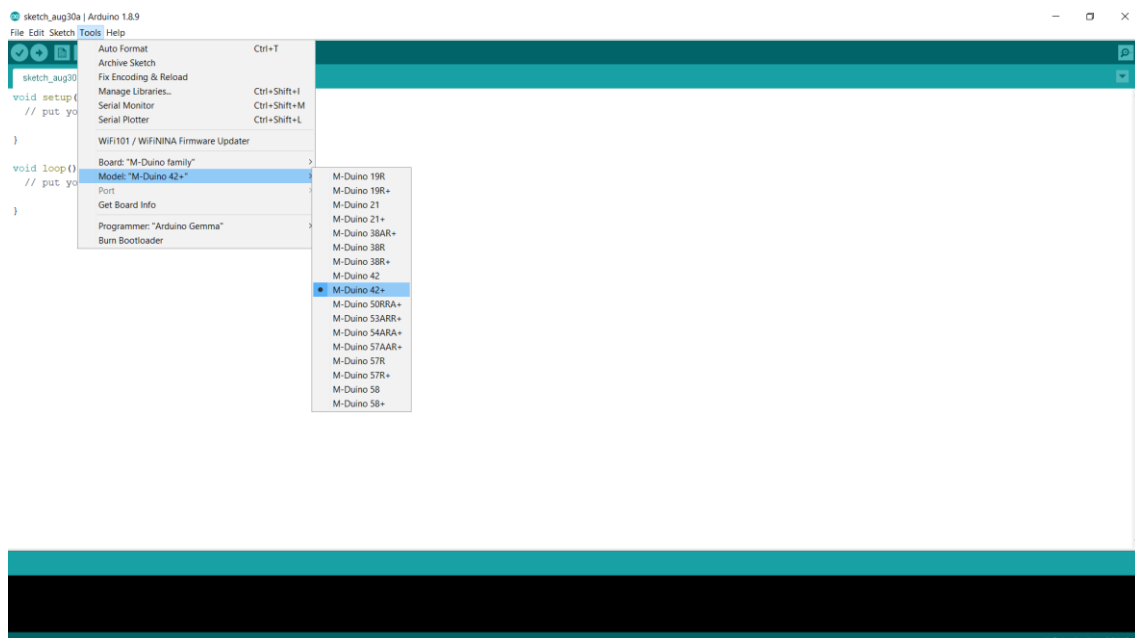 sketch_aug30a | Arduino 1.8.9
File Edit Sketch Tools Help
Auto Format Ctrl+T
Archive Sketch
sketch_aug30 Fix Encoding & Reload
void setup( Manage Libraries... Ctrl+Shift+I
// put yo Serial Monitor Ctrl+Shift+M
Serial Plotter Ctrl+Shift+L
} WiFi101 / WiFiNINA Firmware Updater
Board: "M-Duino family"
void loop() Model: "M-Duino 42+" M-Duino 19R
// put yo Port M-Duino 19R+
Get Board Info M-Duino 21
} M-Duino 21+
Programmer: "Arduino Gemma" M-Duino 38AR+
Burn Bootloader M-Duino 38R
M-Duino 38R+
M-Duino 42
M-Duino 42+
M-Duino 50RRA+
M-Duino 53ARR+
M-Duino 54ARA+
M-Duino 57AAR+
M-Duino 57R
M-Duino 57R+
M-Duino 58
M-Duino 58+